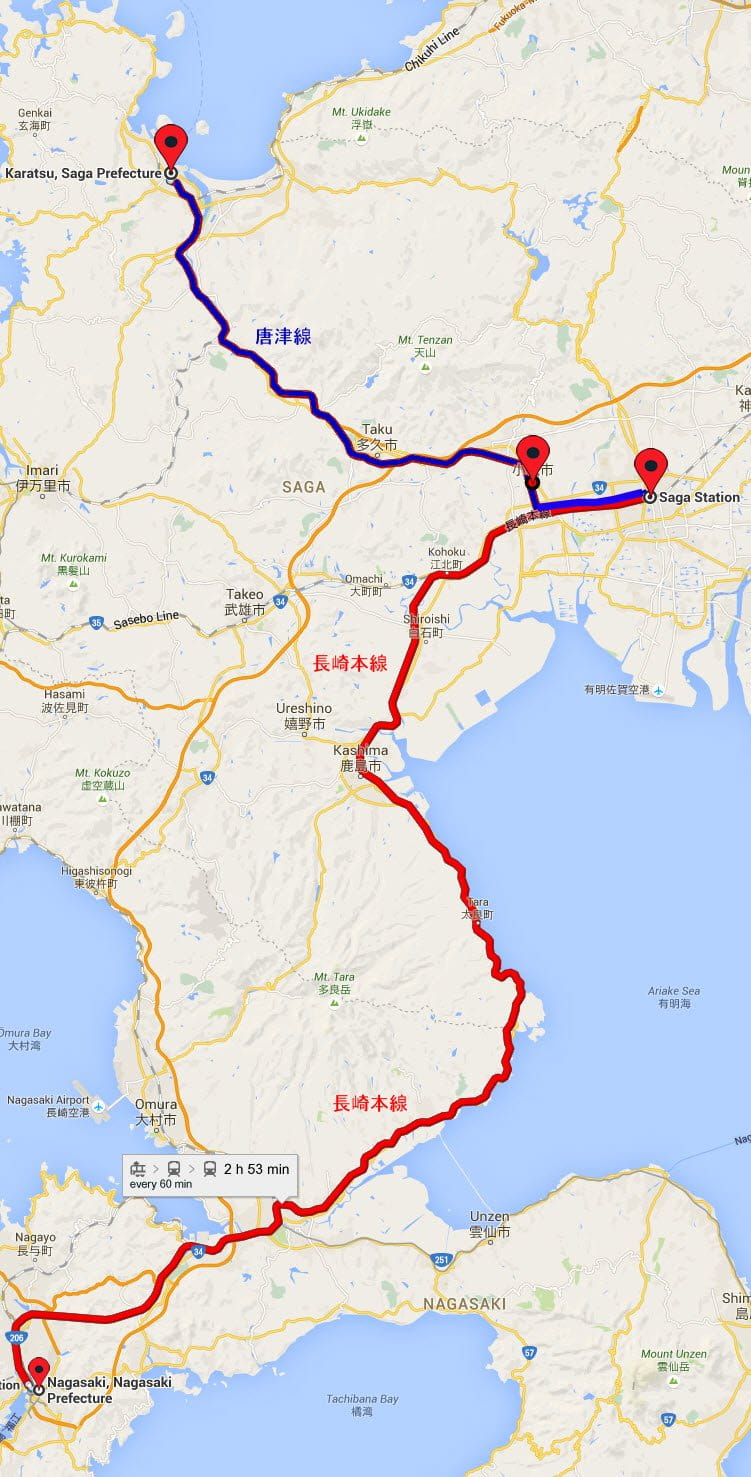 Fukuoka-M
Chikuhi Line
Genkai
玄海町
Mt. Ukidake
浮嶽
Karatsu, Saga Prefecture
Moun
唐津線
Mt. Tenzan
天山
Ka
神
Taku
多久市
Imari
伊万里市
SAGA
34
Saga Station
長崎本線
Kohoku
江北町
Mt. Kurokami
黒髪山
Omachi
大町町
34
Takeo
武雄市
34
35
Sasebo Line
Shiroishi
白石町
長崎本線
有明佐賀空港
Hasami
波佐見町
Ureshino
嬉野市
Kashima
鹿島市
Mt. Kokuzo
虚空蔵山
34
awatana
川棚町
Higashisonogi
東彼杵町
Tara
太良町
Mt. Tara
多良岳
Ariake Sea
有明海
Ōmura Bay
大村湾
Nagasaki Airport
長崎空港
Omura
大村市
長崎本線
Nag
2 h 53 min
every 60 min
Unzen
雲仙市
Nagayo
長与町
34
251
NAGASAKI
Shim
島
206
57
Mount Unzen
雲仙岳
Nagasaki, Nagasaki
Prefecture
tion
Tachibana Bay
橘湾
57
福江